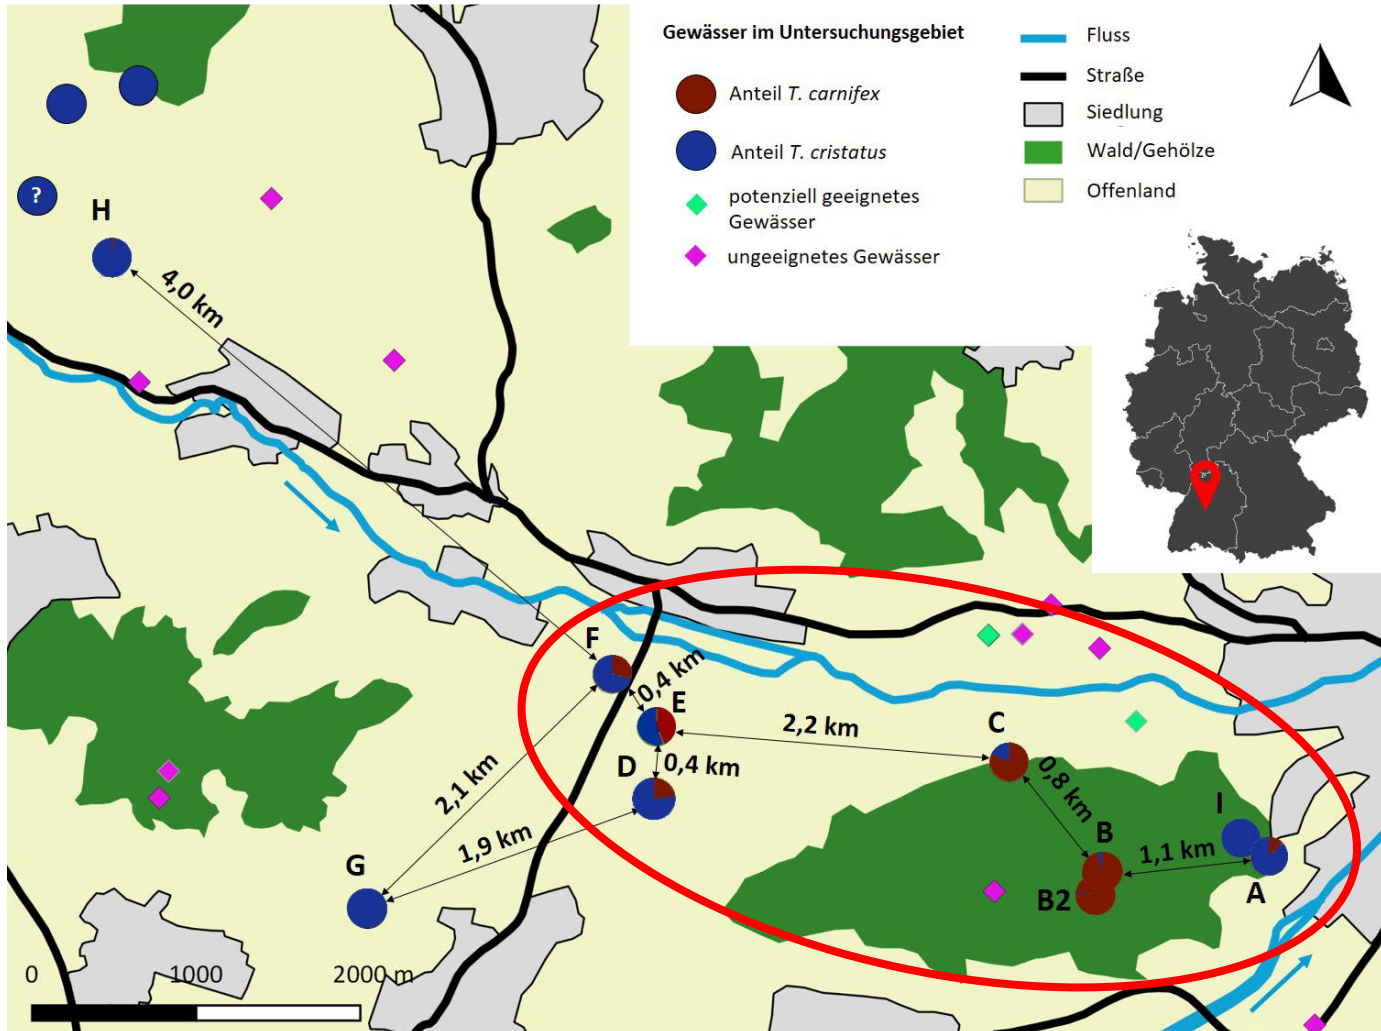 Gewässer im Untersuchungsgebiet
Anteil T. carnifex
Anteil T. cristatus
potenziell geeignetes
Gewässer
ungeeignetes Gewässer
Fluss
Straße
Siedlung
Wald/Gehölze
Offenland
?
H
4,0 km
F
0,4 km
E
D
0,4 km
2,2 km
C
0,8 km
B
I
2,1 km
1,9 km
G
1,1 km
B2
A
0
1000
2000 m